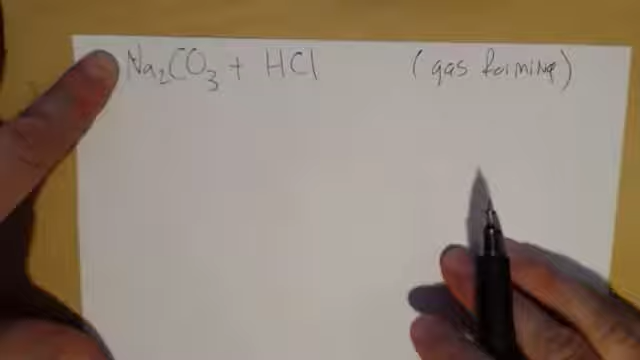 Na₂CO₃ + HCl (gas forming)